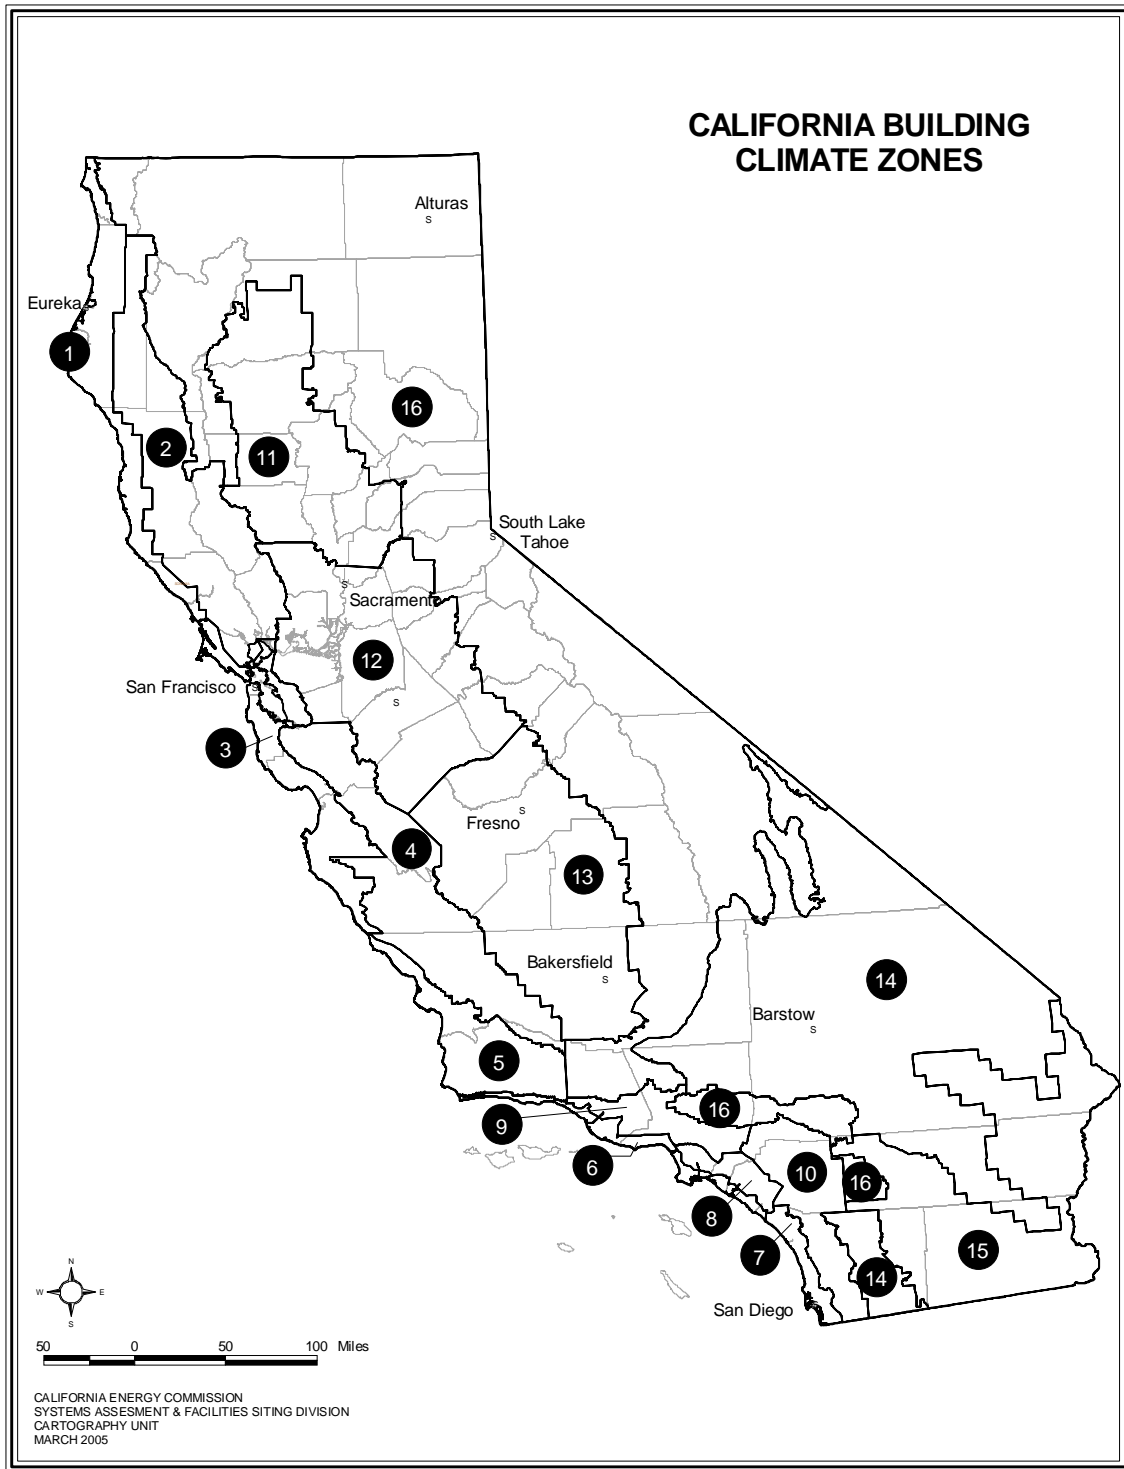 CALIFORNIA BUILDING
CLIMATE ZONES
Alturas
S
Eureka
1
16
2
11
South Lake
Tahoe
S
S
Sacramento
12
San Francisco
S
S
3
Fresno
S
4
13
Bakersfield
S
14
Barstow
S
5
16
9
6
10
16
8
7
15
14
San Diego
N
W
E
S
50 0 50 100 Miles
CALIFORNIA ENERGY COMMISSION
SYSTEMS ASSESMENT & FACILITIES SITING DIVISION
CARTOGRAPHY UNIT
MARCH 2005